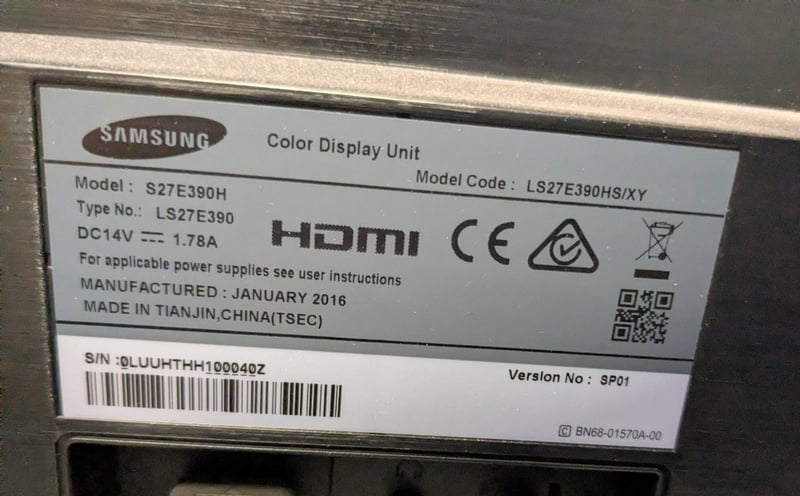 SAMSUNG
Color Display Unit
Model Code : LS27E390HS/XY
Model : S27E390H
Type No.: LS27E390
DC14V ⎓ 1.78A
HDMI
CE
For applicable power supplies see user instructions
MANUFACTURED : JANUARY 2016
MADE IN TIANJIN,CHINA(TSEC)
S/N :0LUUHTHH100040Z
Version No : SP01
🄲 BN68-01570A-00